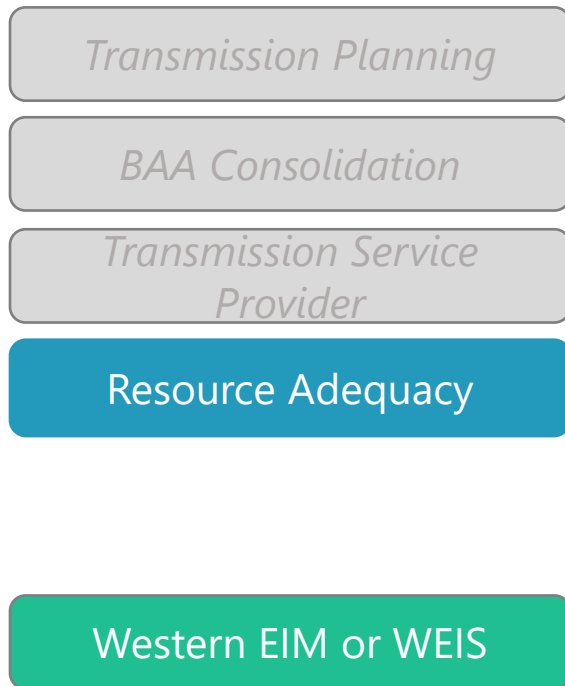 Transmission Planning
BAA Consolidation
Transmission Service
Provider
Resource Adequacy
Western EIM or WEIS